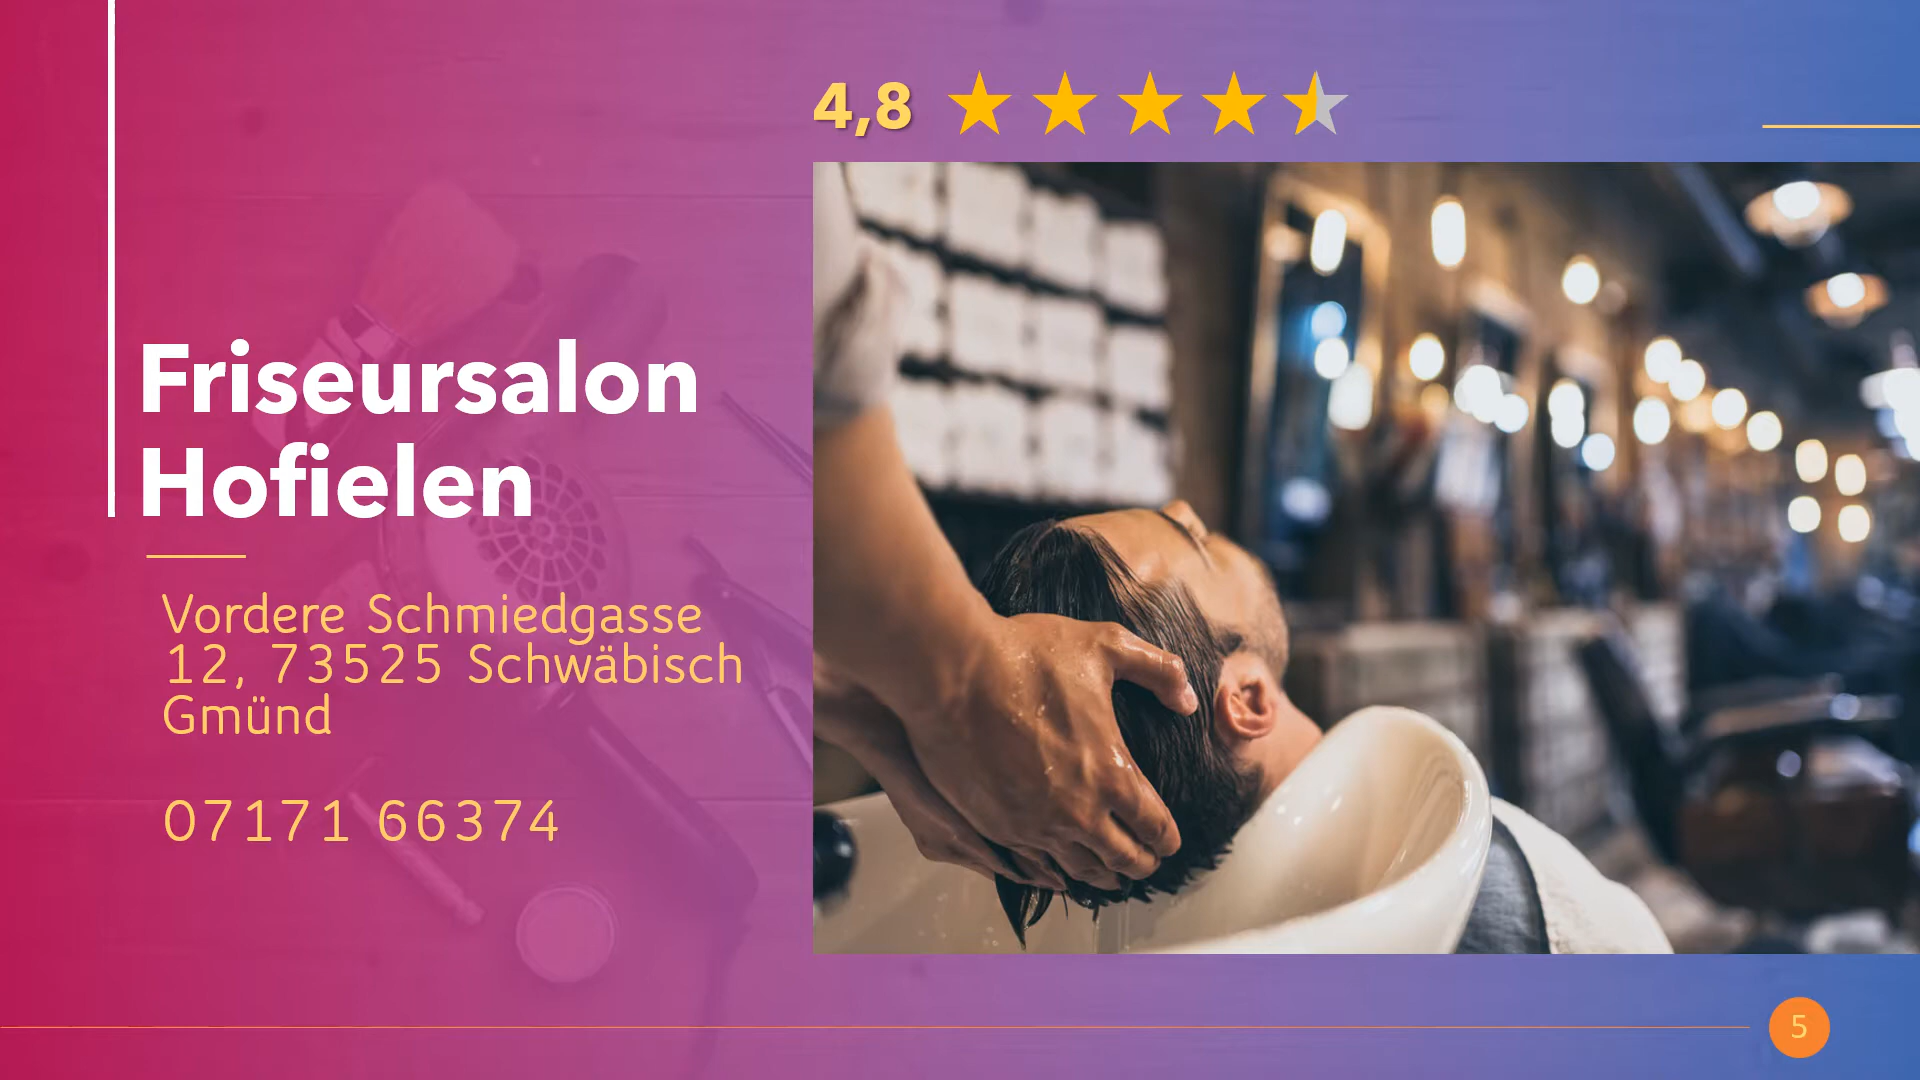 4,8
Friseursalon
Hofielen
Vordere Schmiedgasse
12, 73525 Schwäbisch
Gmünd
07171 66374
5